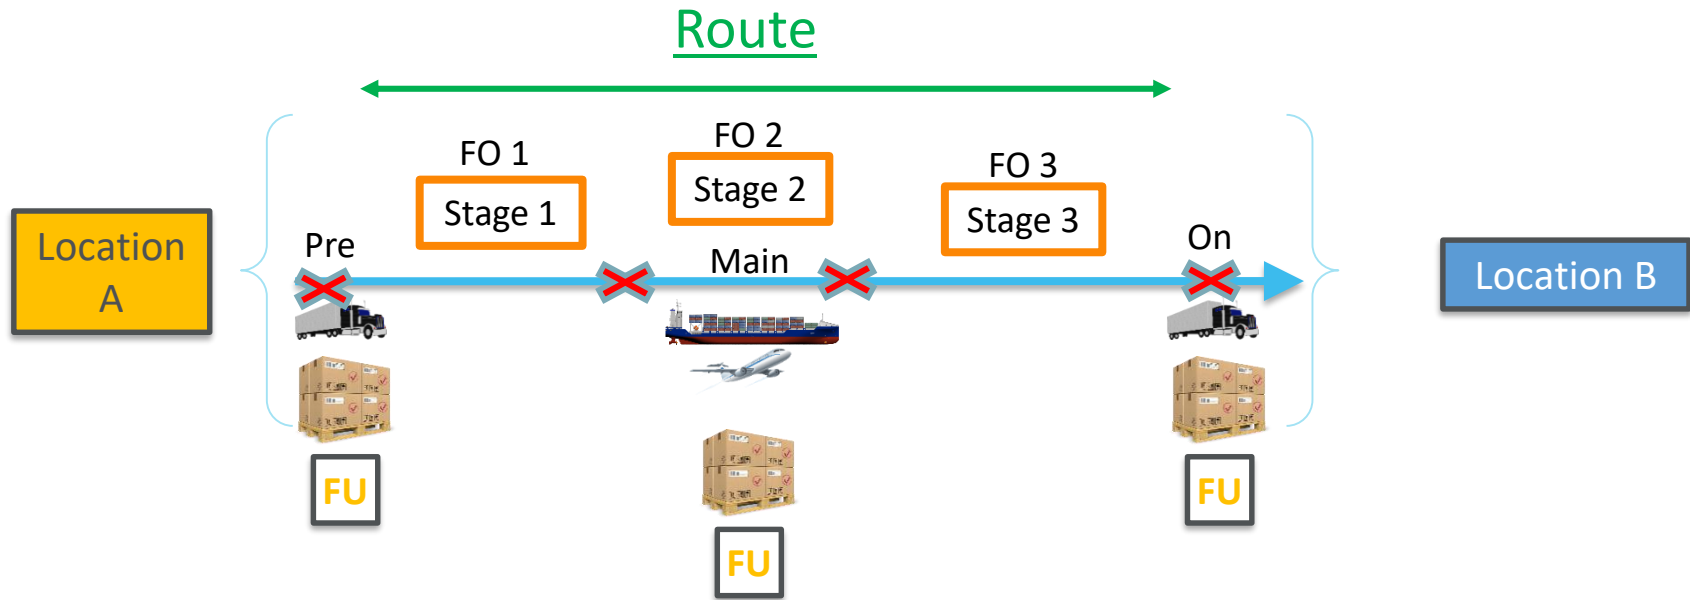 Route
FO 1
FO 2
FO 3
Stage 1
Stage 2
Stage 3
Location
A
Pre
Main
On
Location B
FU
FU
FU